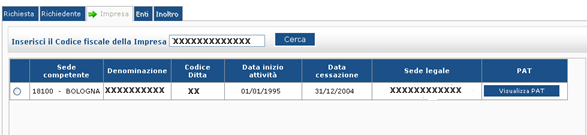 Richiesta Richiedente Impresa Enti Inoltro
Inserisci il Codice fiscale della Impresa XXXXXXXXXXXXX Cerca
Sede competente Denominazione Codice Ditta Data inizio attività Data cessazione Sede legale PAT
18100 - BOLOGNA XXXXXXXXXX XX 01/01/1995 31/12/2004 XXXXXXXXXXXX Visualizza PAT